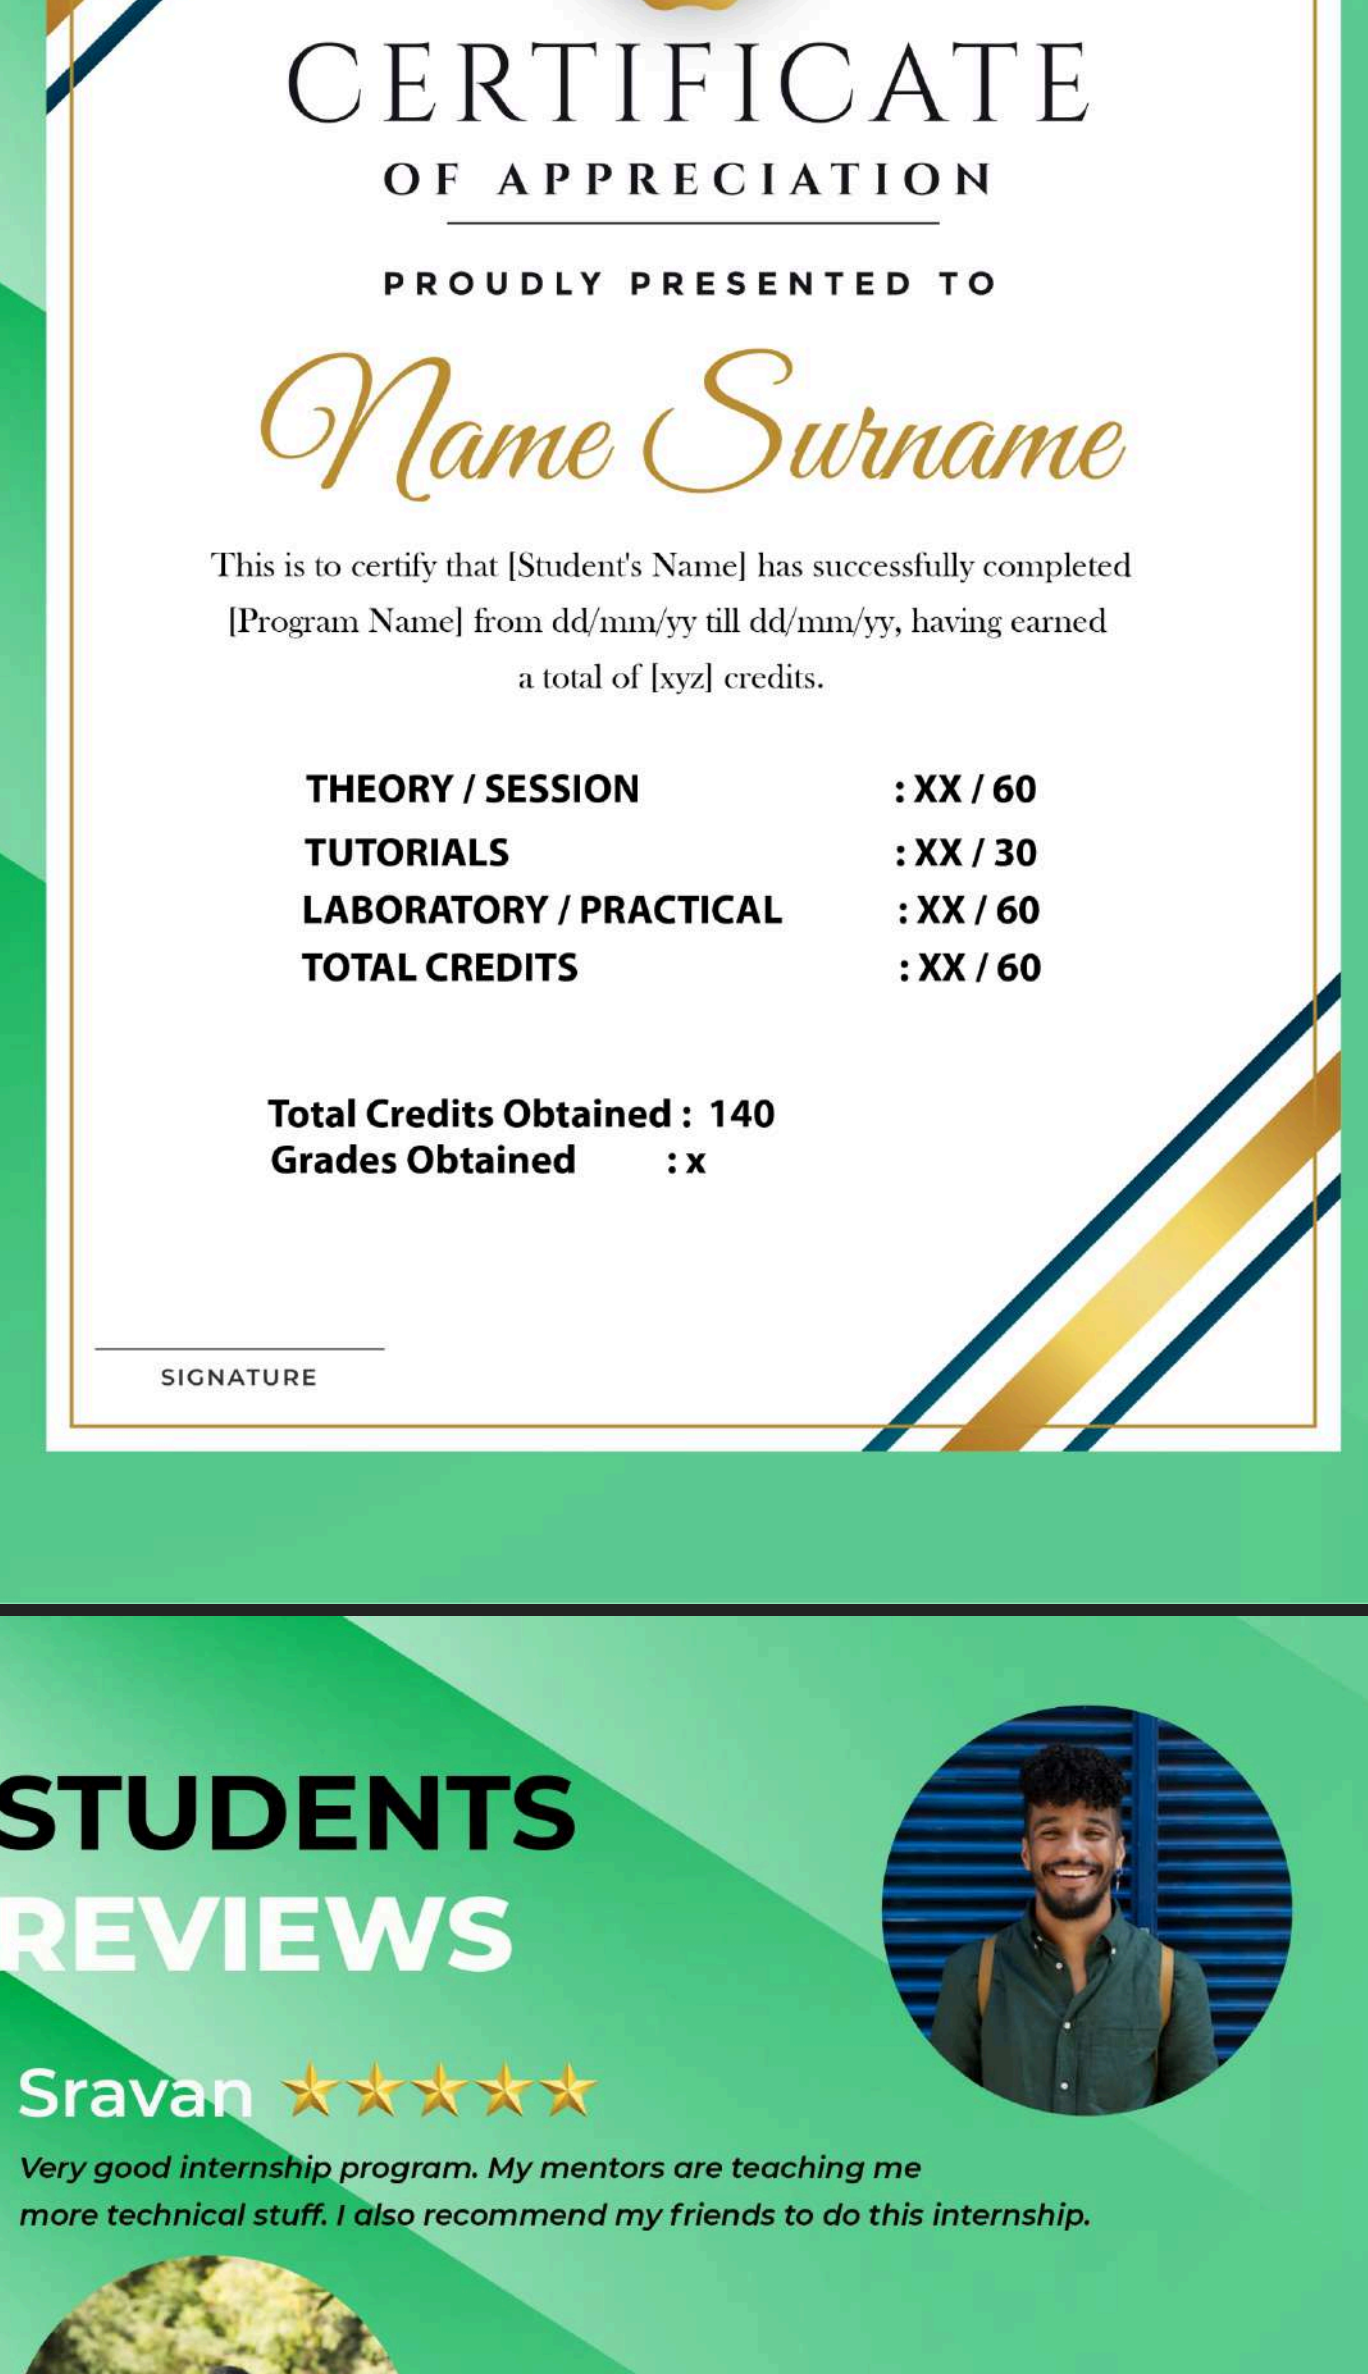 CERTIFICATE
OF APPRECIATION
PROUDLY PRESENTED TO
Name Surname
This is to certify that [Student's Name] has successfully completed
[Program Name] from dd/mm/yy till dd/mm/yy, having earned
a total of [xyz] credits.
THEORY / SESSION : XX / 60
TUTORIALS : XX / 30
LABORATORY / PRACTICAL : XX / 60
TOTAL CREDITS : XX / 60
Total Credits Obtained : 140
Grades Obtained : x
SIGNATURE
STUDENTS
REVIEWS
Sravan
Very good internship program. My mentors are teaching me
more technical stuff. I also recommend my friends to do this internship.